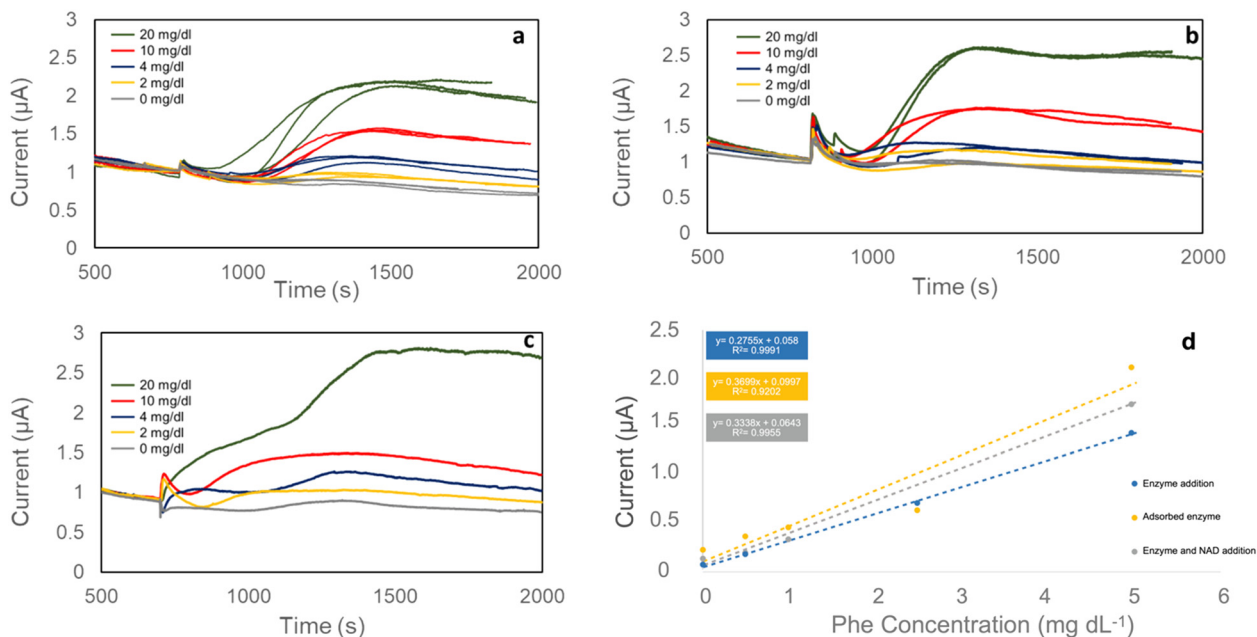 a
3
2.5
2
1.5
1
0.5
0
Current (µA)
20 mg/dl
10 mg/dl
4 mg/dl
2 mg/dl
0 mg/dl
500
1000
1500
2000
Time (s)
b
3
2.5
2
1.5
1
0.5
0
Current (µA)
20 mg/dl
10 mg/dl
4 mg/dl
2 mg/dl
0 mg/dl
500
1000
1500
2000
Time (s)
c
3
2.5
2
1.5
1
0.5
0
Current (µA)
20 mg/dl
10 mg/dl
4 mg/dl
2 mg/dl
0 mg/dl
500
1000
1500
2000
Time (s)
d
2.5
2.0
1.5
1.0
0.5
0
Current (µA)
y= 0.2755x + 0.058
R²= 0.9991
y= 0.3699x + 0.0997
R²= 0.9202
y= 0.3338x + 0.0643
R²= 0.9955
Enzyme addition
Adsorbed enzyme
Enzyme and NAD addition
0
1
2
3
4
5
6
Phe Concentration (mg dL⁻¹)